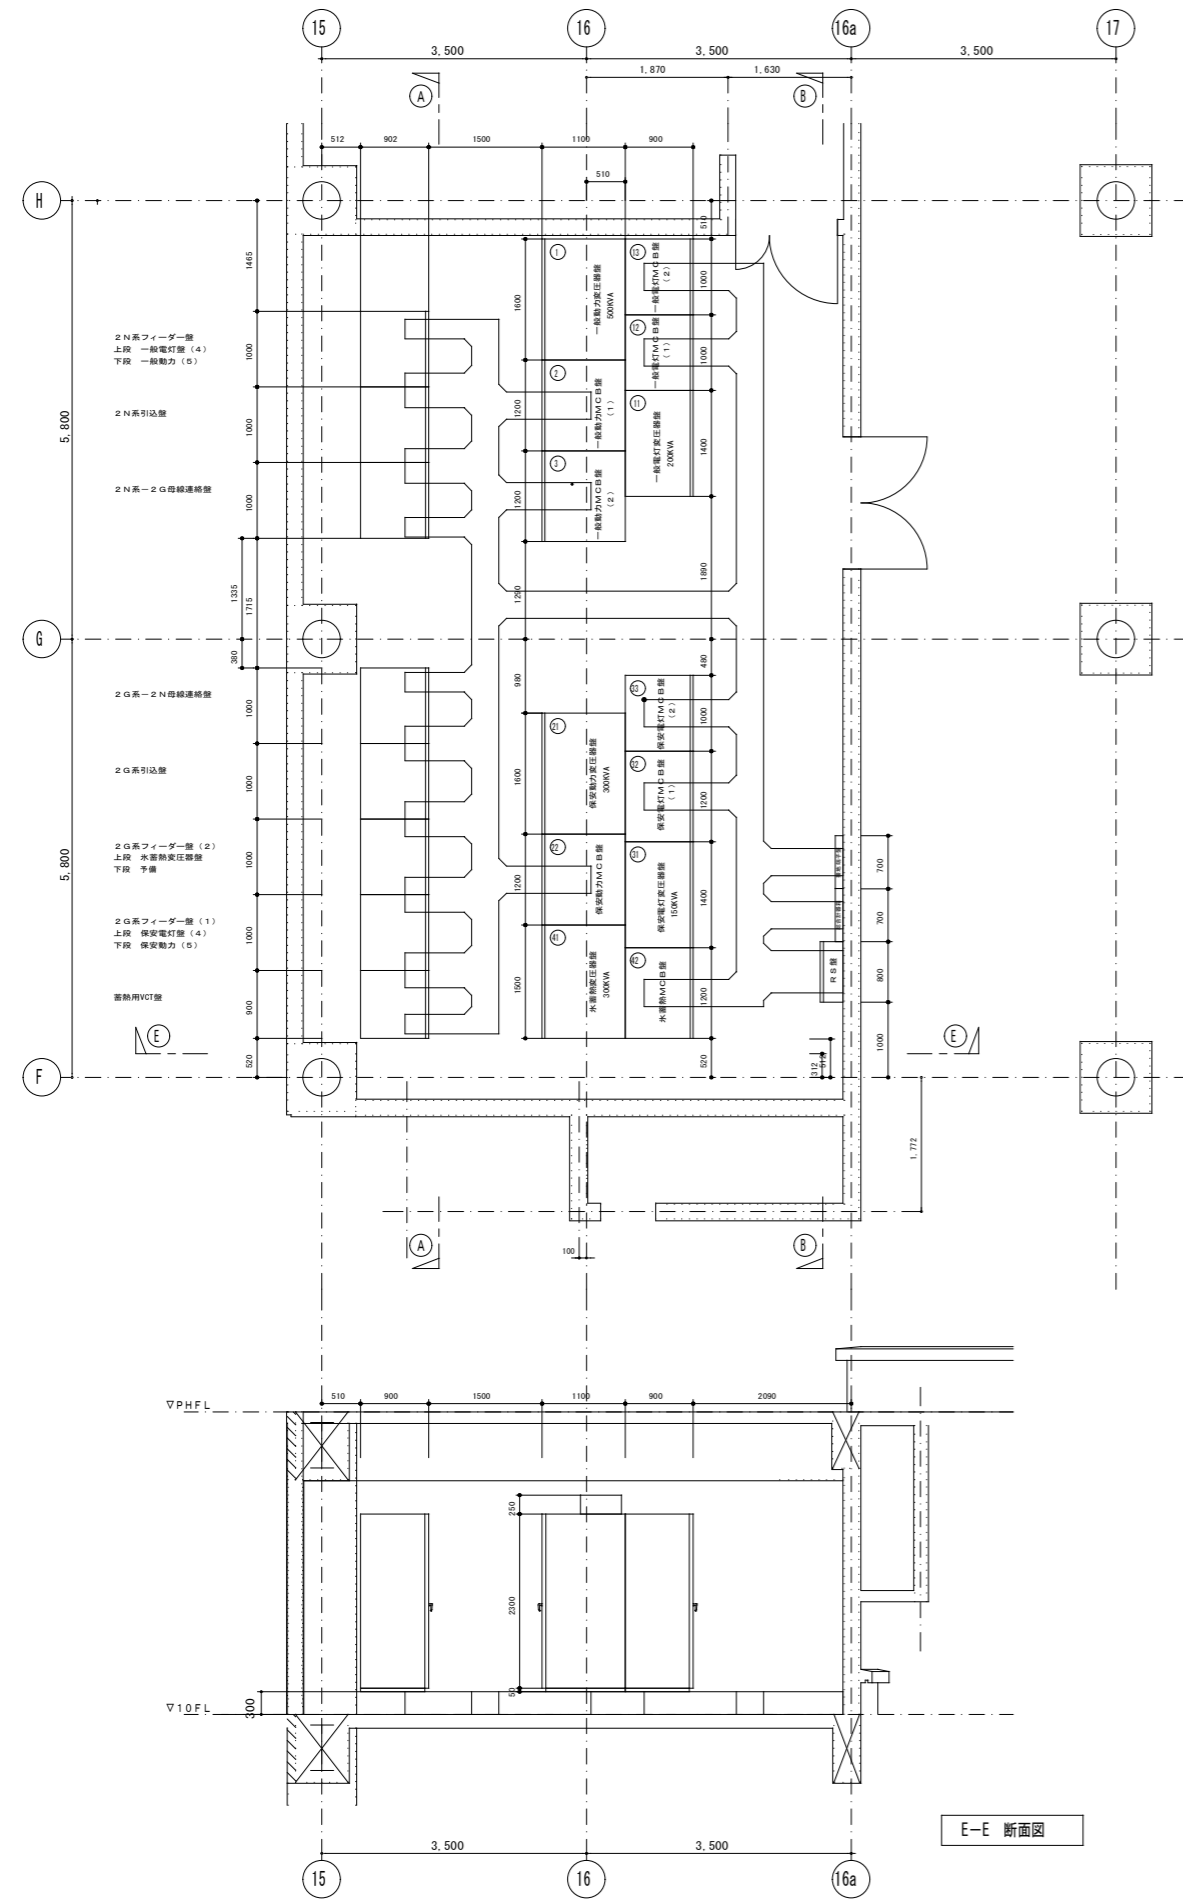 15
16
16a
17
3,500
3,500
3,500
1,870
1,630
A
B
512
902
1500
1100
900
510
H
G
F
5,800
5,800
1465
1000
1000
1000
1335
1715
380
1000
1000
1000
1000
900
520
2N系フィーダー盤
上段 一般電灯盤(4)
下段 一般動力(5)
2N系引込盤
2N系-2G母線連絡盤
2G系-2N母線連絡盤
2G系引込盤
2G系フィーダー盤(2)
上段 氷蓄熱変圧器盤
下段 予備
2G系フィーダー盤(1)
上段 保安電灯盤(4)
下段 保安動力(5)
蓄熱用VCT盤
1600
1200
1200
1290
980
1600
1200
1500
1
一般動力変圧器盤
500KVA
2
一般動力MCB盤
(1)
3
一般動力MCB盤
(2)
13
一般電灯MCB盤
(2)
12
一般電灯MCB盤
(1)
11
一般電灯変圧器盤
200KVA
510
1000
1000
1400
1890
480
1000
1200
1400
1200
520
21
保安動力変圧器盤
300KVA
22
保安動力MCB盤
41
氷蓄熱変圧器盤
300KVA
33
保安電灯MCB盤
(2)
32
保安電灯MCB盤
(1)
31
保安電灯変圧器盤
150KVA
42
氷蓄熱MCB盤
RS盤
700
700
800
1000
312
512
1,772
E
E
A
B
100
▽PHFL
510
900
1500
1100
900
2090
250
2300
50
▽10FL
300
E-E 断面図
3,500
3,500
15
16
16a